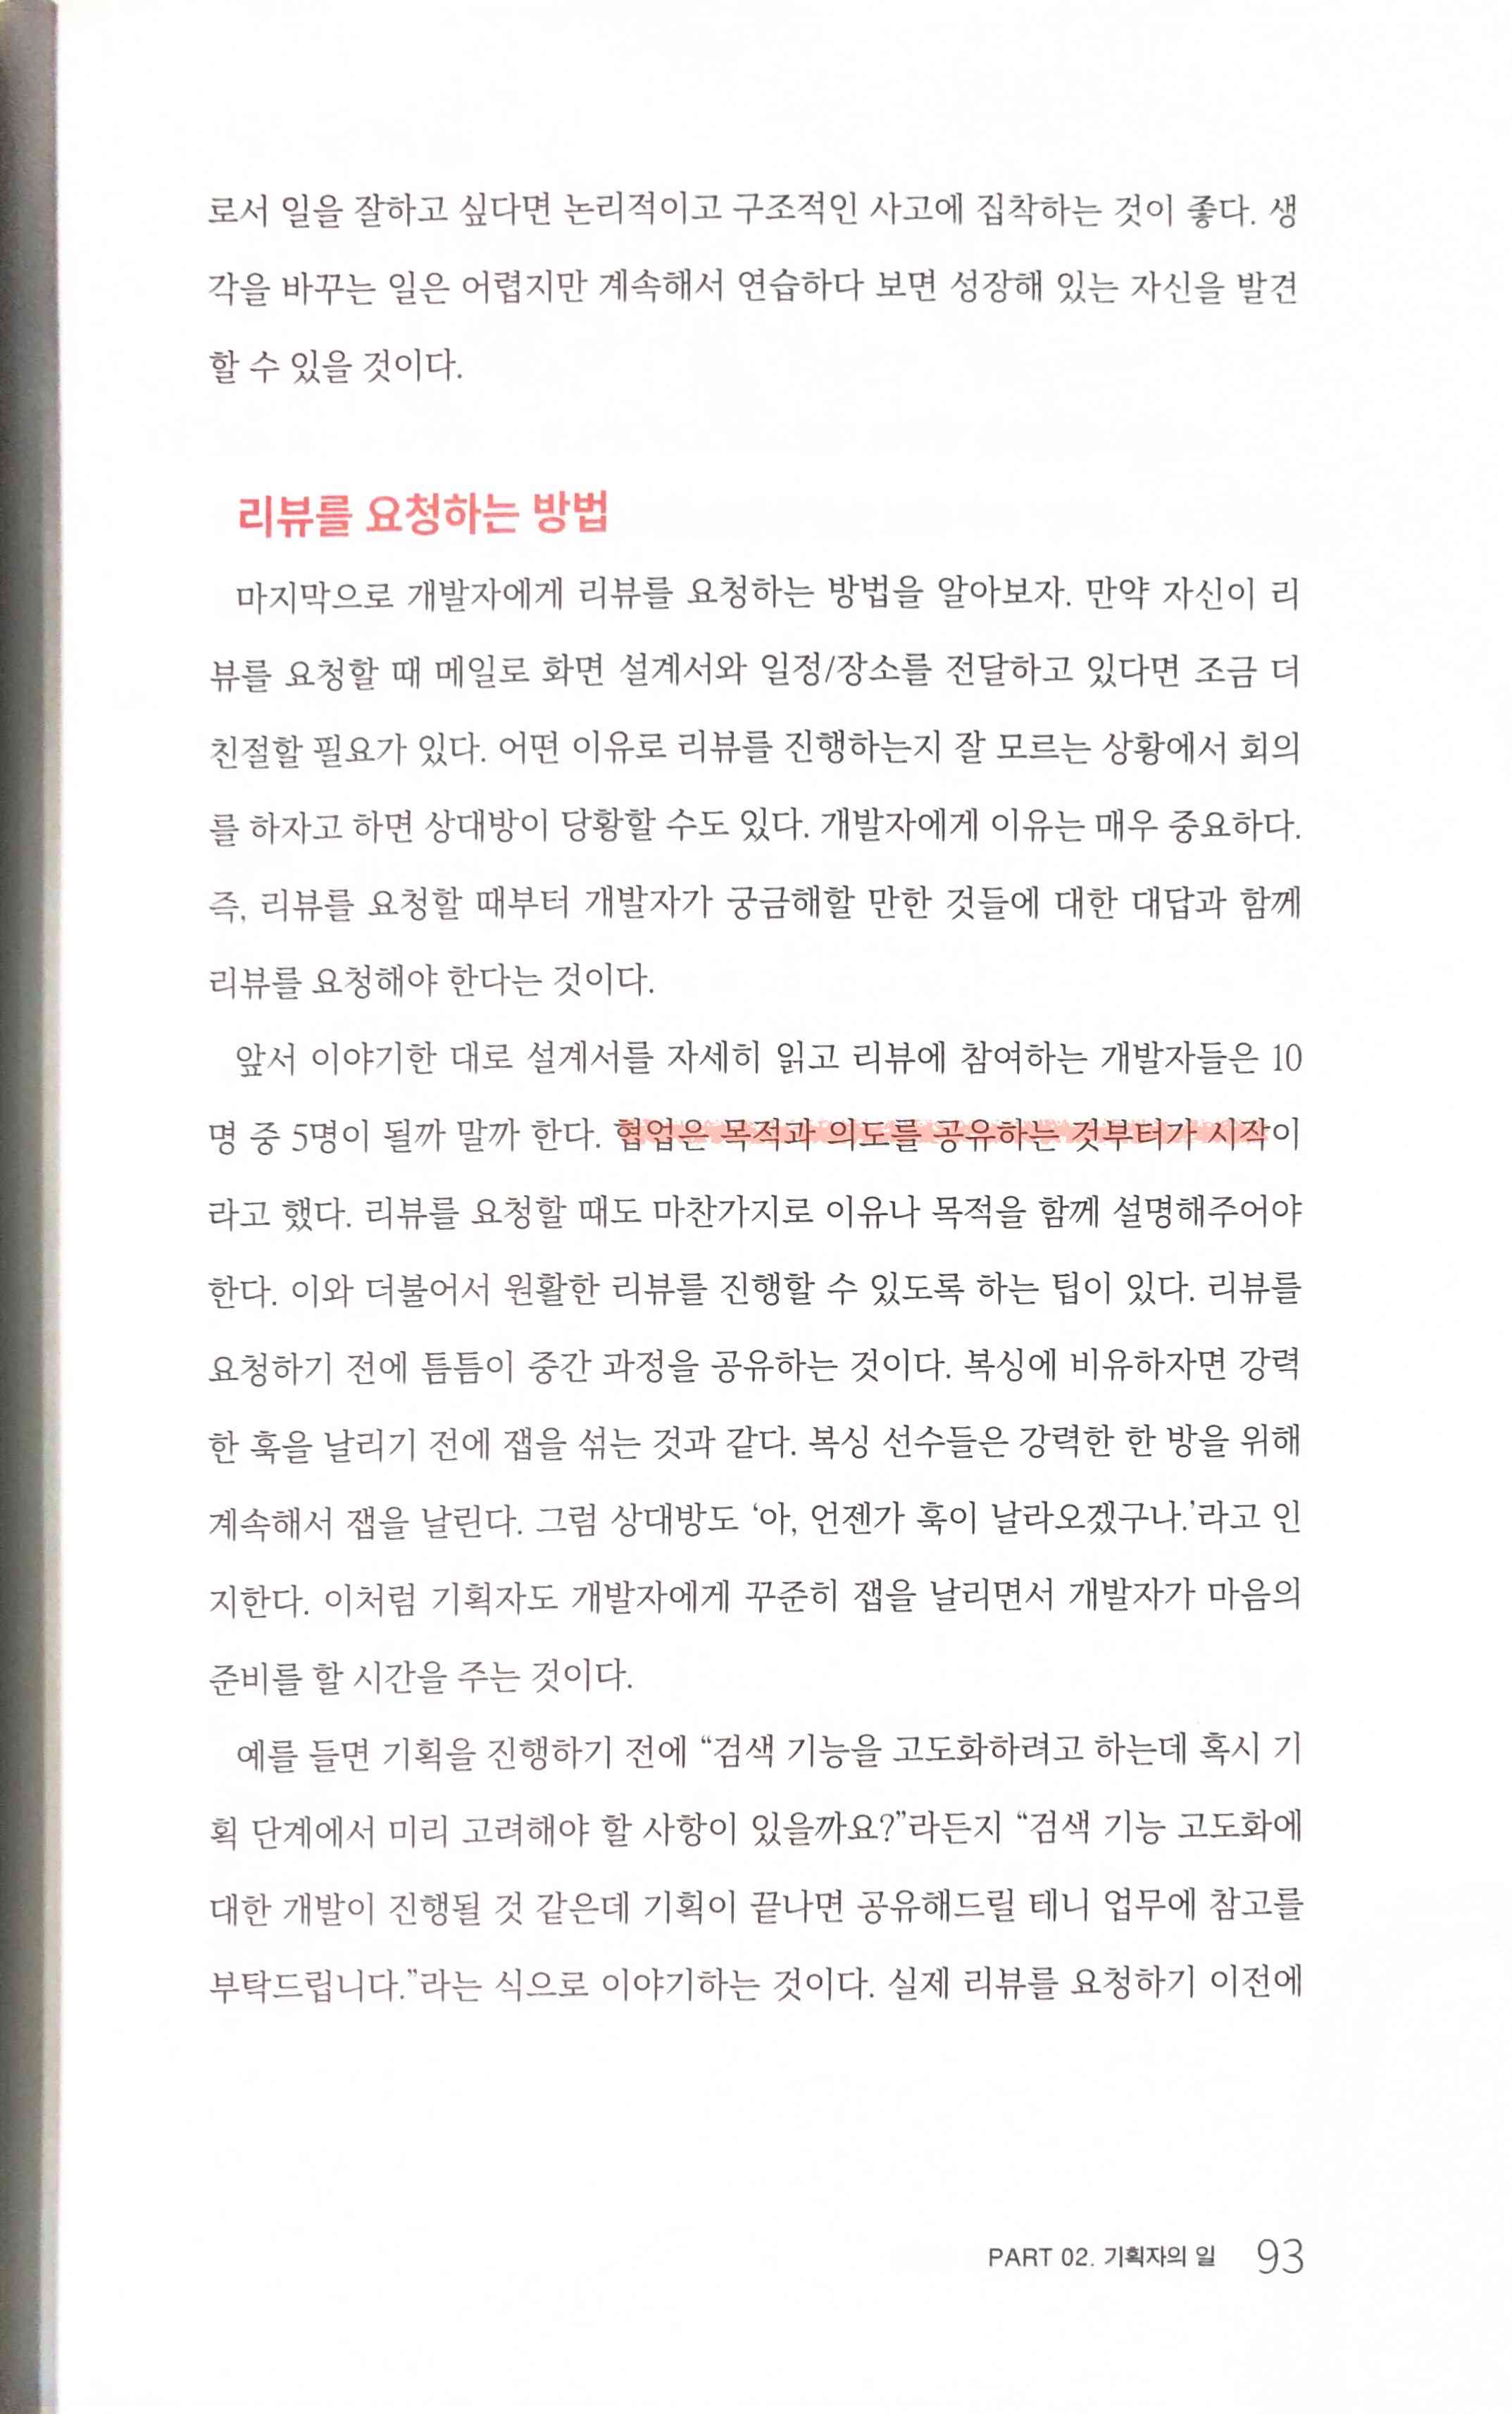 로서 일을 잘하고 싶다면 논리적이고 구조적인 사고에 집착하는 것이 좋다. 생
각을 바꾸는 일은 어렵지만 계속해서 연습하다 보면 성장해 있는 자신을 발견
할 수 있을 것이다.
리뷰를 요청하는 방법
마지막으로 개발자에게 리뷰를 요청하는 방법을 알아보자. 만약 자신이 리
뷰를 요청할 때 메일로 화면 설계서와 일정/장소를 전달하고 있다면 조금 더
친절할 필요가 있다. 어떤 이유로 리뷰를 진행하는지 잘 모르는 상황에서 회의
를 하자고 하면 상대방이 당황할 수도 있다. 개발자에게 이유는 매우 중요하다.
즉, 리뷰를 요청할 때부터 개발자가 궁금해할 만한 것들에 대한 대답과 함께
리뷰를 요청해야 한다는 것이다.
앞서 이야기한 대로 설계서를 자세히 읽고 리뷰에 참여하는 개발자들은 10
명 중 5명이 될까 말까 한다. 협업은 목적과 의도를 공유하는 것부터가 시작이
라고 했다. 리뷰를 요청할 때도 마찬가지로 이유나 목적을 함께 설명해주어야
한다. 이와 더불어서 원활한 리뷰를 진행할 수 있도록 하는 팁이 있다. 리뷰를
요청하기 전에 틈틈이 중간 과정을 공유하는 것이다. 복싱에 비유하자면 강력
한 훅을 날리기 전에 잽을 섞는 것과 같다. 복싱 선수들은 강력한 한 방을 위해
계속해서 잽을 날린다. 그럼 상대방도 ‘아, 언젠가 훅이 날라오겠구나.’라고 인
지한다. 이처럼 기획자도 개발자에게 꾸준히 잽을 날리면서 개발자가 마음의
준비를 할 시간을 주는 것이다.
예를 들면 기획을 진행하기 전에 “검색 기능을 고도화하려고 하는데 혹시 기
획 단계에서 미리 고려해야 할 사항이 있을까요?”라든지 “검색 기능 고도화에
대한 개발이 진행될 것 같은데 기획이 끝나면 공유해드릴 테니 업무에 참고를
부탁드립니다.”라는 식으로 이야기하는 것이다. 실제 리뷰를 요청하기 이전에
PART 02. 기획자의 일 93